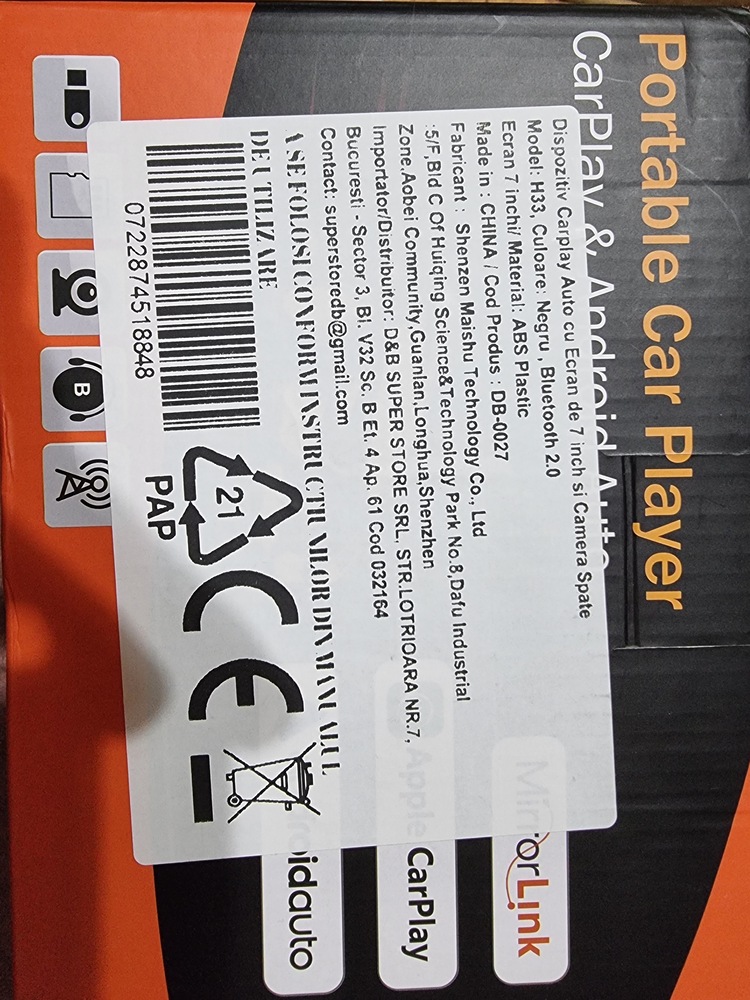 Portable Car Player
CarPlay & Android Auto
Dispozitiv Carplay Auto cu Ecran de 7 inch si Camera Spate
Model: H33, Culoare: Negru , Bluetooth 2.0
Ecran 7 inchi/ Material: ABS Plastic
Made in : CHINA / Cod Produs : DB-0027
Fabricant : Shenzen Maishu Technology Co., Ltd
:5/F,Bld C Of Huiqing Science&Technology Park No.8,Dafu Industrial
Zone.Aobei Community,Guanlan,Longhua,Shenzhen
Importator/Distribuitor: D&B SUPER STORE SRL, STR.LOTRIOARA NR.7,
Bucuresti - Sector 3, Bl. V32 Sc. B Et. 4 Ap. 61 Cod 032164
Contact: superstoredb@gmail.com
A SE FOLOSI CONFORM INSTRUCTIUNILOR DIN MANUALUL
DE UTILIZARE
0722874518848
21
PAP
CE
B
MirrorLink
Apple CarPlay
roidauto